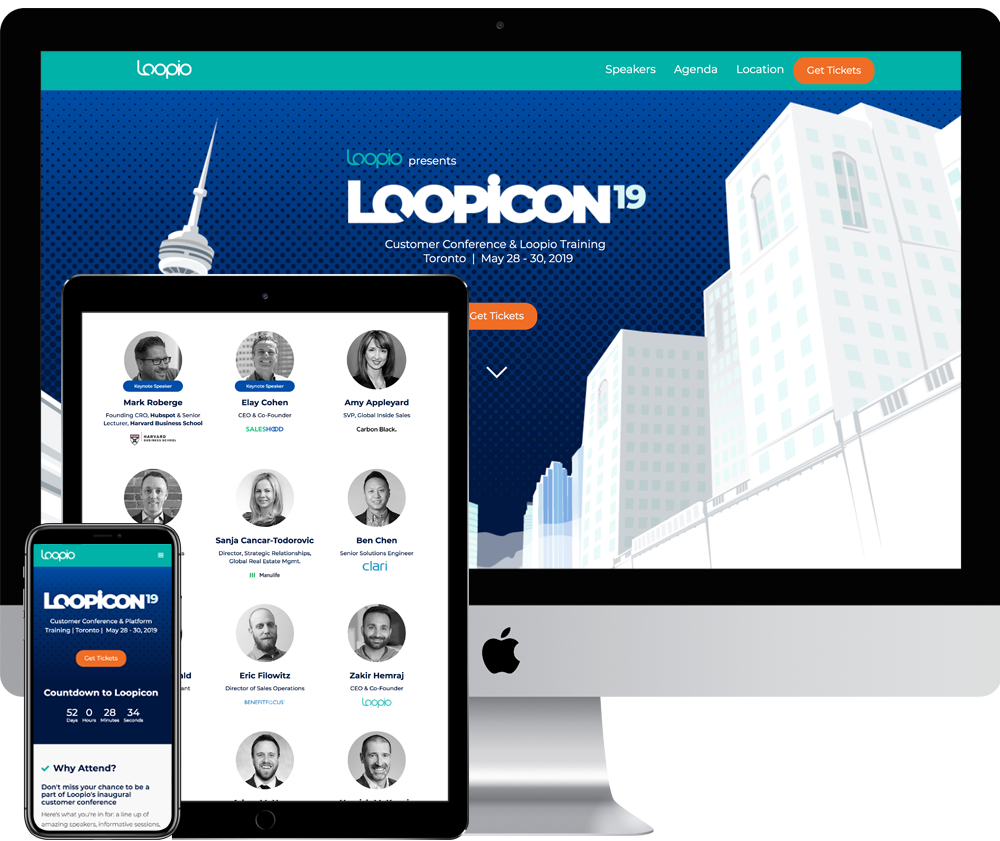 Loopio
Speakers Agenda Location Get Tickets
Loopio presents
LOOPICON19
Customer Conference & Loopio Training
Toronto | May 28 - 30, 2019
Get Tickets
Keynote Speaker
Mark Roberge
Founding CRO, Hubspot & Senior
Lecturer, Harvard Business School
HARVARD
BUSINESS SCHOOL
Keynote Speaker
Elay Cohen
CEO & Co-Founder
SALESHOOD
Amy Appleyard
SVP, Global Inside Sales
Carbon Black.
Sanja Cancar-Todorovic
Director, Strategic Relationships,
Global Real Estate Mgmt.
Manulife
Ben Chen
Senior Solutions Engineer
clari
ald
ant
Eric Filowitz
Director of Sales Operations
BENEFITFOCUS
Zakir Hemraj
CEO & Co-Founder
Loopio
Loopio
LOOPICON19
Customer Conference & Platform
Training | Toronto | May 28 - 30, 2019
Get Tickets
Countdown to Loopicon
52 0 28 34
Days Hours Minutes Seconds
Why Attend?
Don't miss your chance to be a
part of Loopio's inaugural
customer conference
Here's what you're in for: a line up of
amazing speakers, informative sessions,